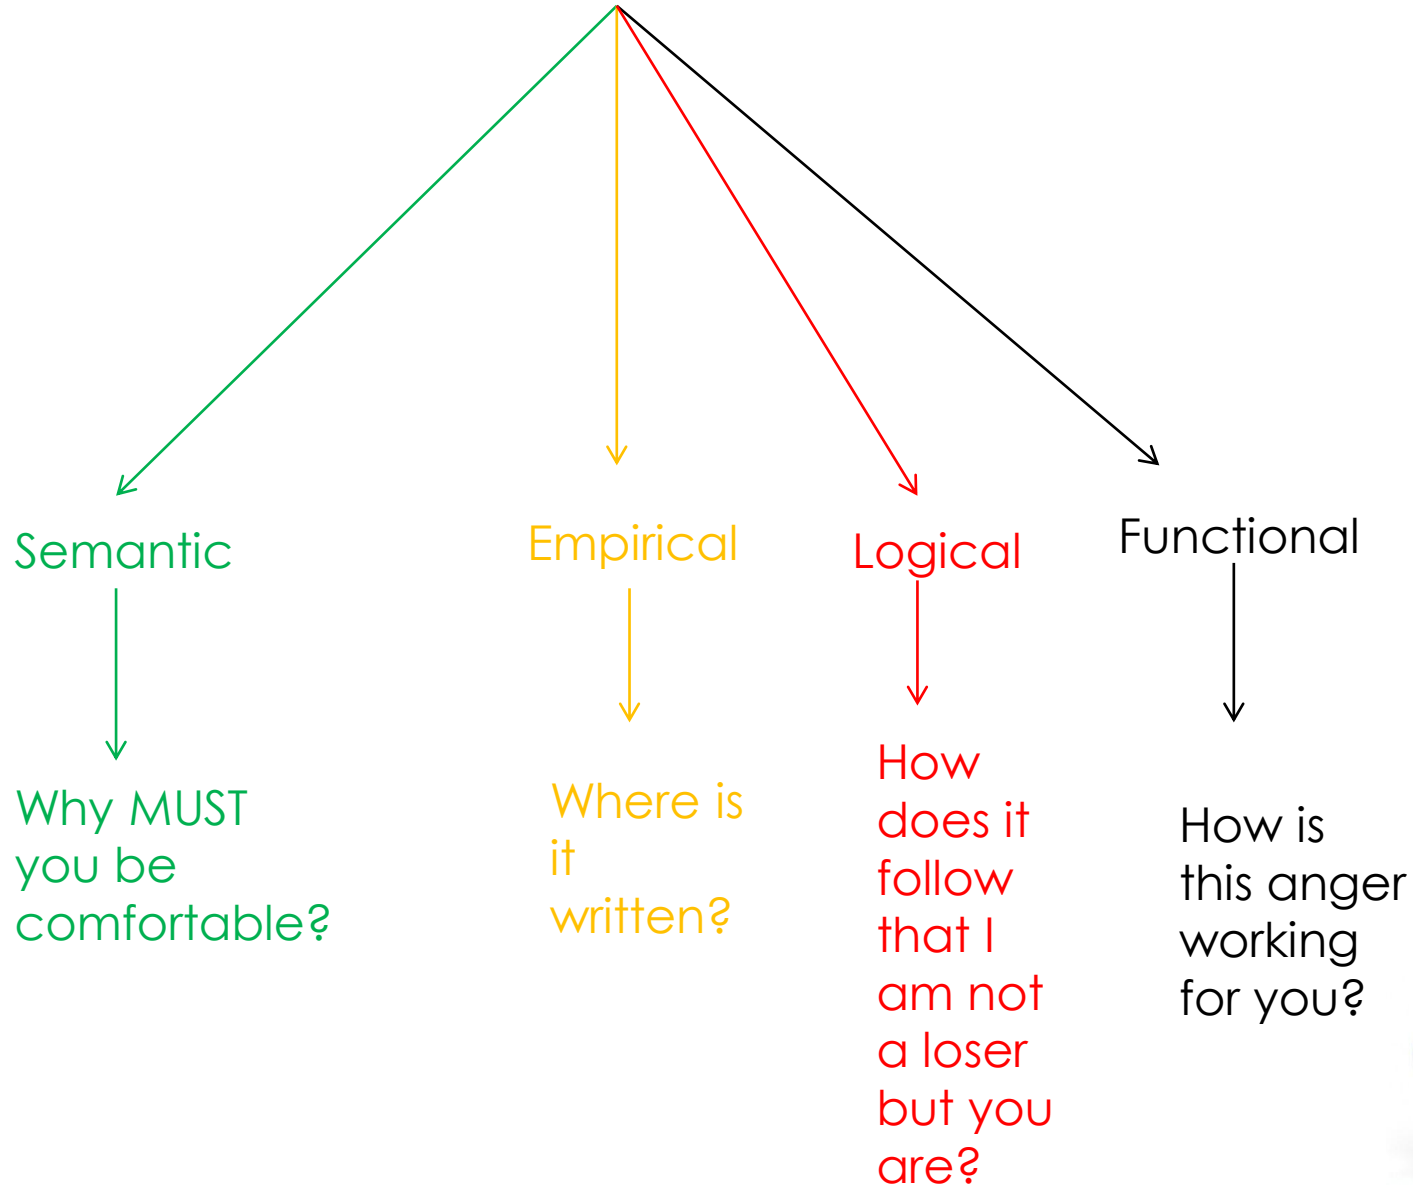 Semantic
Empirical
Logical
Functional
Why MUST
you be
comfortable?
Where is
it
written?
How
does it
follow
that I
am not
a loser
but you
are?
How is
this anger
working
for you?